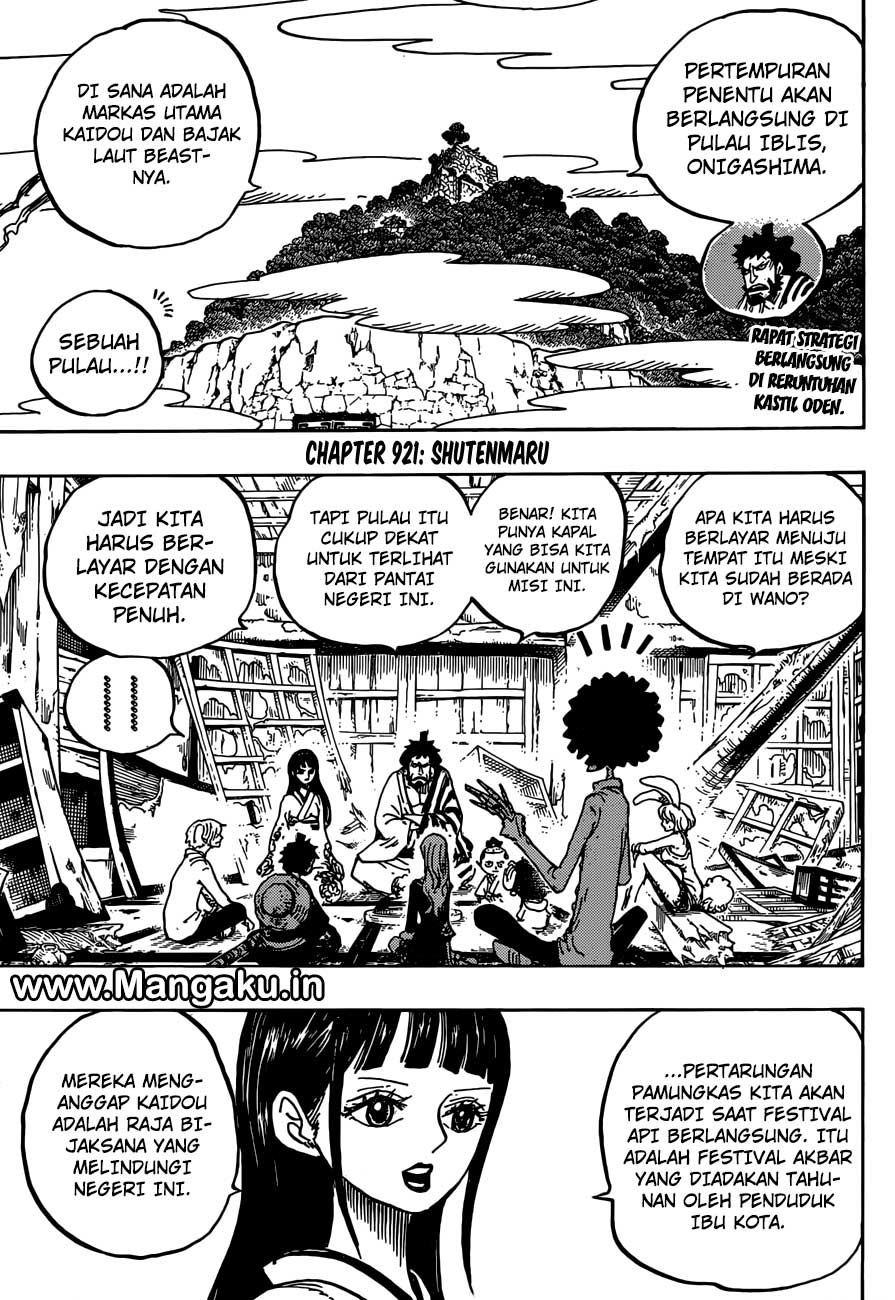 PERTEMPURAN
PENENTU AKAN
BERLANGSUNG DI
PULAU IBLIS,
ONIGASHIMA.
DI SANA ADALAH
MARKAS UTAMA
KAIDOU DAN BAJAK
LAUT BEAST-
NYA.
RAPAT STRATEGI
BERLANGSUNG
DI RERUNTUHAN
KASTIL ODEN.
SEBUAH
PULAU...!!
CHAPTER 921: SHUTENMARU
APA KITA HARUS
BERLAYAR MENUJU
TEMPAT ITU MESKI
KITA SUDAH BERADA
DI WANO?
BENAR! KITA
PUNYA KAPAL
YANG BISA KITA
GUNAKAN UNTUK
MISI INI.
TAPI PULAU ITU
CUKUP DEKAT
UNTUK TERLIHAT
DARI PANTAI
NEGERI INI.
JADI KITA
HARUS BER-
LAYAR DENGAN
KECEPATAN
PENUH.
www.Mangaku.in
...PERTARUNGAN
PAMUNGKAS KITA AKAN
TERJADI SAAT FESTIVAL
API BERLANGSUNG. ITU
ADALAH FESTIVAL AKBAR
YANG DIADAKAN TAHU-
NAN OLEH PENDUDUK
IBU KOTA.
MEREKA MENG-
ANGGAP KAIDOU
ADALAH RAJA BI-
JAKSANA YANG
MELINDUNGI
NEGERI INI.